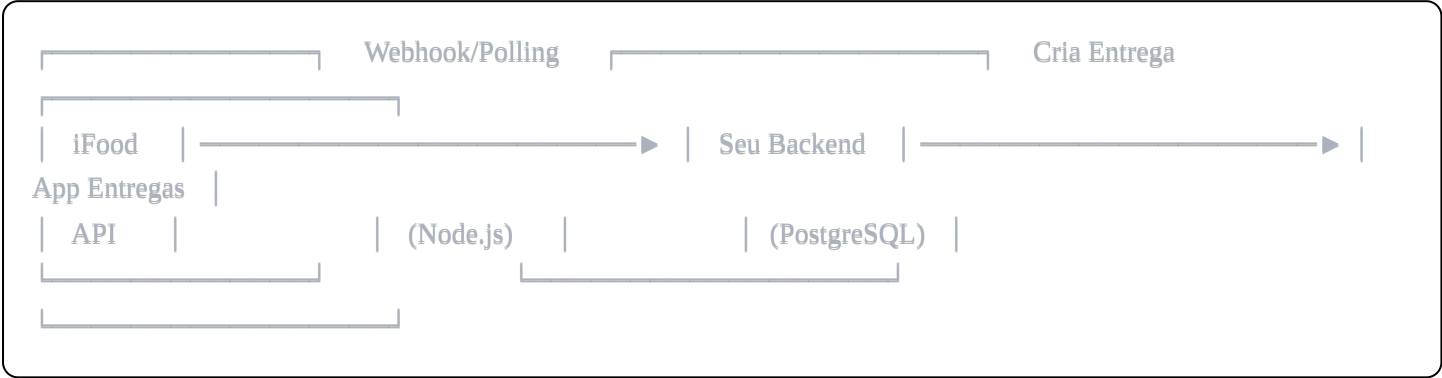 ┌──────┐ Webhook/Polling ┌─────────┐ Cria Entrega
┌─────────┐
│ iFood │ ───────────▶ │ Seu Backend │ ──────────▶ │
App Entregas │
│ API │ │ (Node.js) │ │ (PostgreSQL) │
└──────┘ └─────────┘
└─────────┘